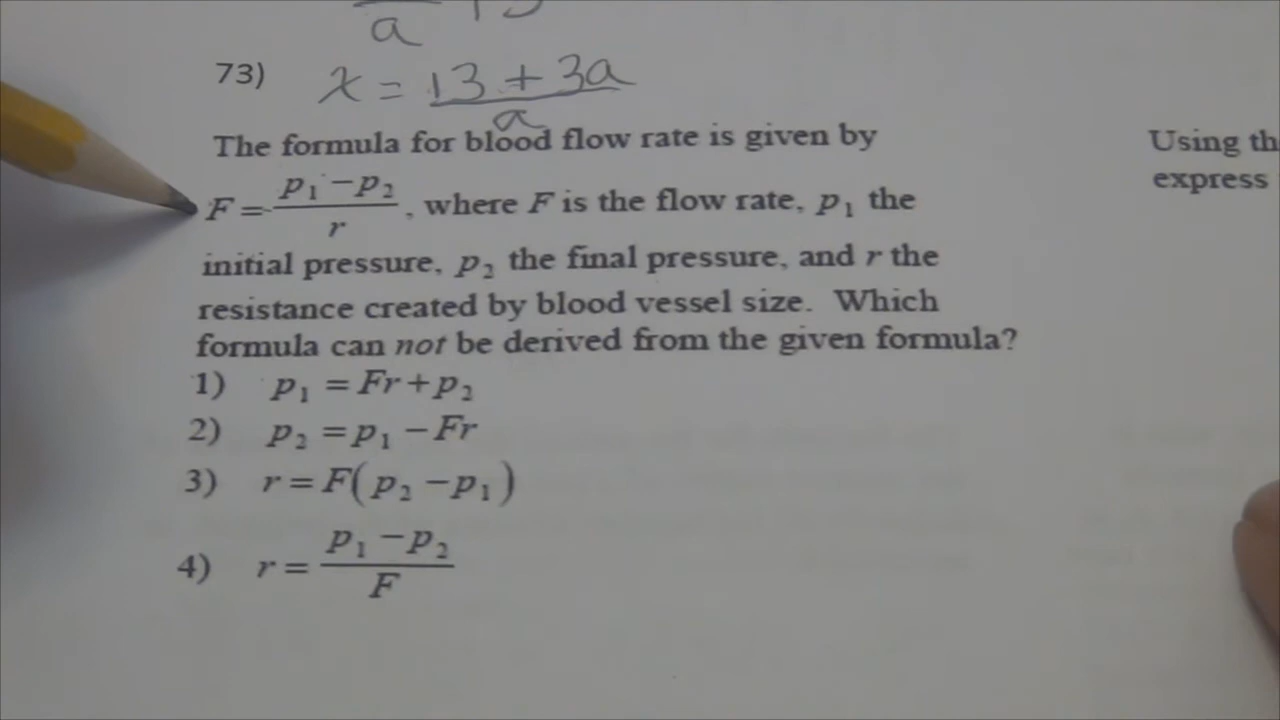 a
73) x = 13 + 3a / a
The formula for blood flow rate is given by
F = p₁ − p₂ / r , where F is the flow rate, p₁ the
initial pressure, p₂ the final pressure, and r the
resistance created by blood vessel size. Which
formula can not be derived from the given formula?
1) p₁ = Fr + p₂
2) p₂ = p₁ − Fr
3) r = F(p₂ − p₁)
4) r = p₁ − p₂ / F
Using th
express